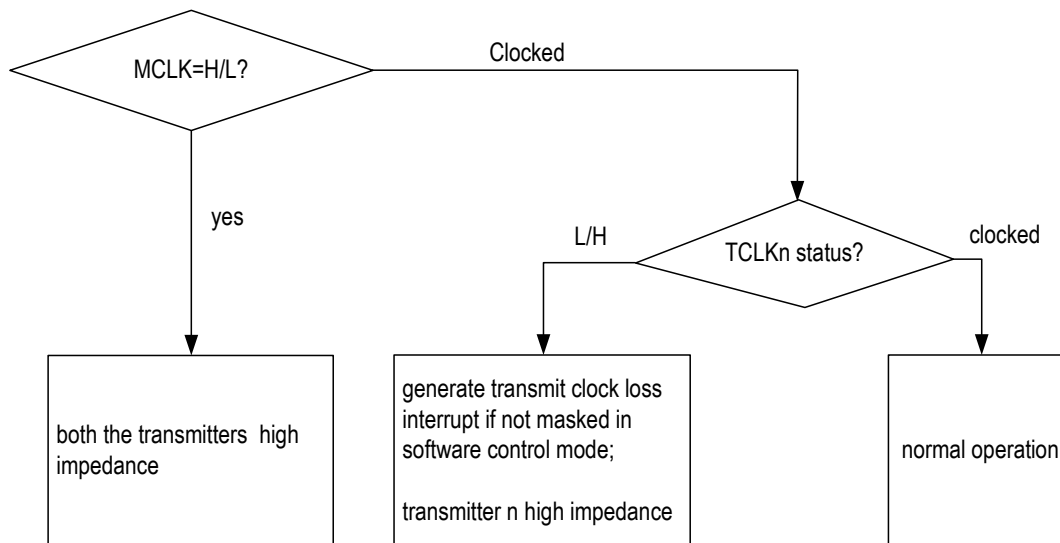 MCLK=H/L?
Clocked
yes
L/H
TCLKn status?
clocked
both the transmitters high
impedance
generate transmit clock loss
interrupt if not masked in
software control mode;
transmitter n high impedance
normal operation